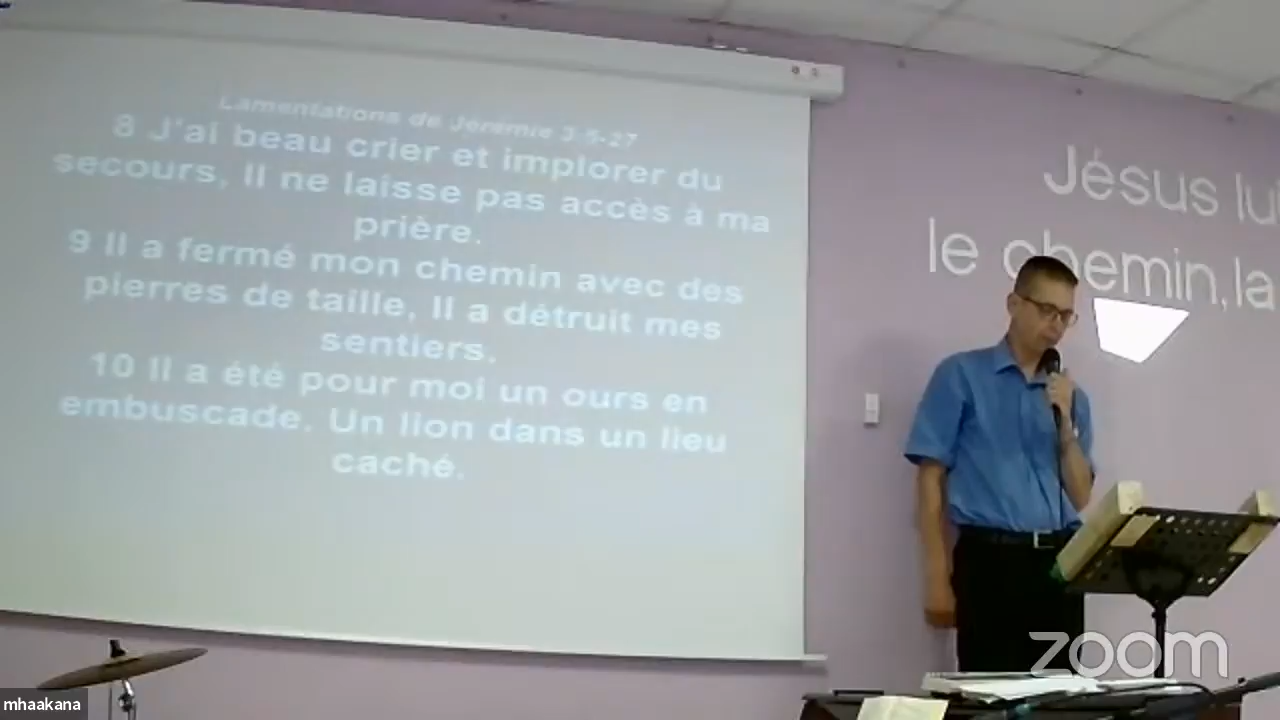 Lamentations de Jérémie 3:5-27
8 J'ai beau crier et implorer du
secours, Il ne laisse pas accès à ma
prière.
9 Il a fermé mon chemin avec des
pierres de taille, Il a détruit mes
sentiers.
10 Il a été pour moi un ours en
embuscade. Un lion dans un lieu
caché.
Jésus lu
le chemin,la
zoom
mhaakana